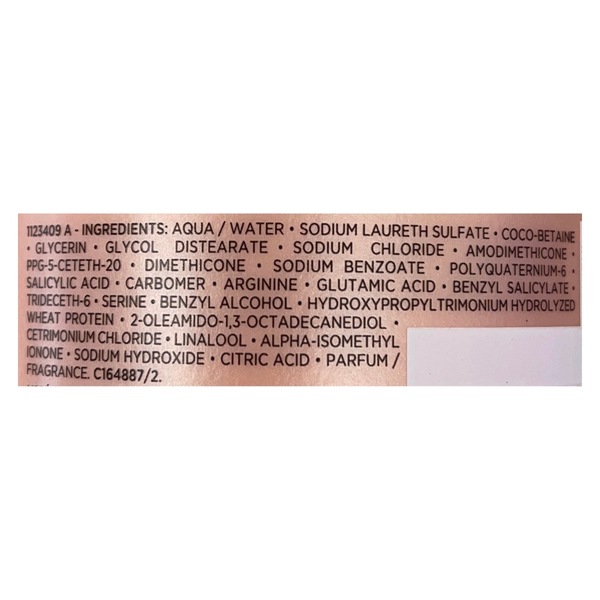 1123409 A - INGREDIENTS: AQUA / WATER • SODIUM LAURETH SULFATE • COCO-BETAINE
• GLYCERIN • GLYCOL DISTEARATE • SODIUM CHLORIDE • AMODIMETHICONE •
PPG-5-CETETH-20 • DIMETHICONE • SODIUM BENZOATE • POLYQUATERNIUM-6 •
SALICYLIC ACID • CARBOMER • ARGININE • GLUTAMIC ACID • BENZYL SALICYLATE •
TRIDECETH-6 • SERINE • BENZYL ALCOHOL • HYDROXYPROPYLTRIMONIUM HYDROLYZED
WHEAT PROTEIN • 2-OLEAMIDO-1,3-OCTADECANEDIOL •
CETRIMONIUM CHLORIDE • LINALOOL • ALPHA-ISOMETHYL
IONONE • SODIUM HYDROXIDE • CITRIC ACID • PARFUM /
FRAGRANCE. C164887/2.